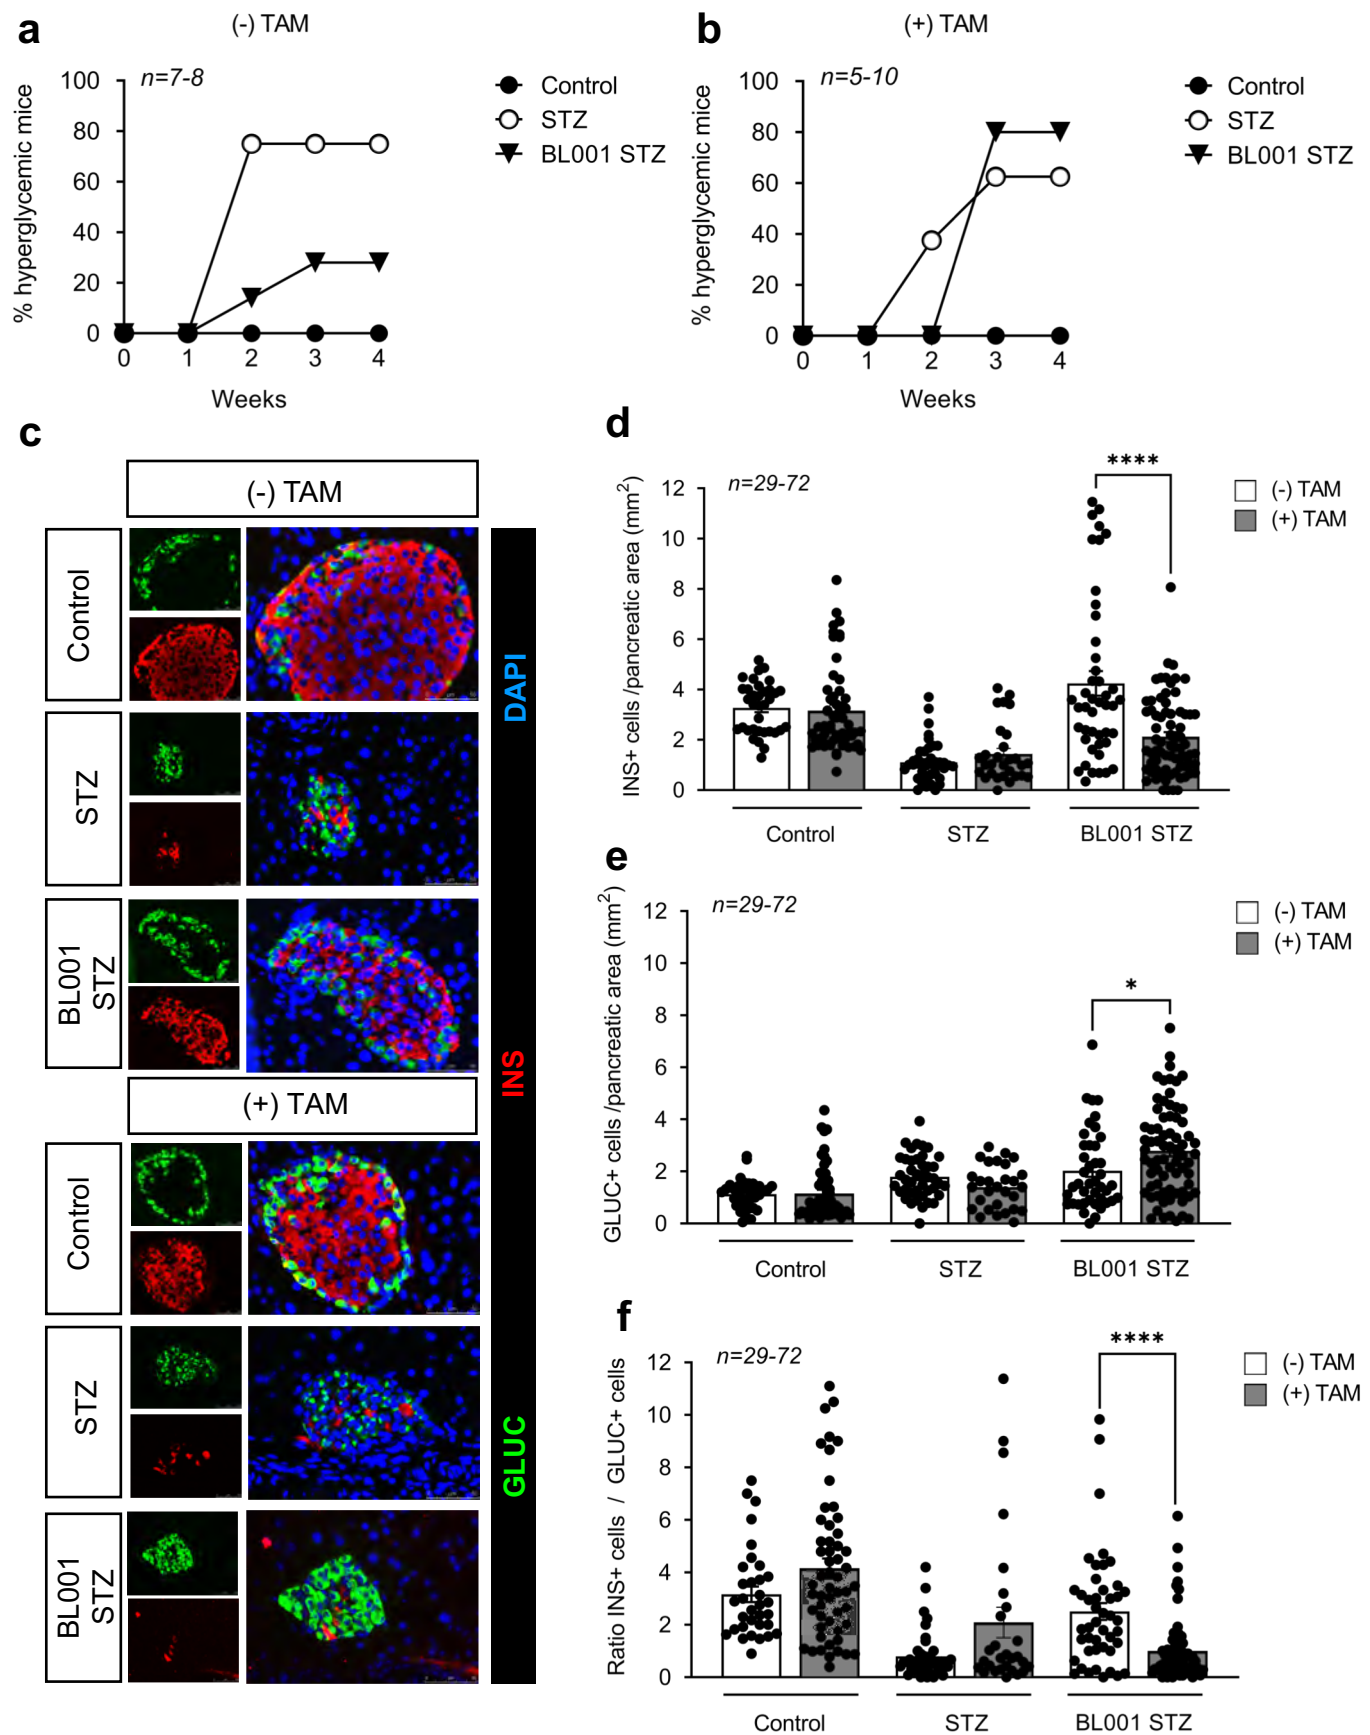 a
(-) TAM
n=7-8
% hyperglycemic mice
100
80
60
40
20
0
0 1 2 3 4
Weeks
Control
STZ
BL001 STZ
b
(+) TAM
n=5-10
% hyperglycemic mice
100
80
60
40
20
0
0 1 2 3 4
Weeks
Control
STZ
BL001 STZ
c
(-) TAM
Control
STZ
BL001
STZ
(+) TAM
Control
STZ
BL001
STZ
DAPI
INS
GLUC
d
n=29-72
INS+ cells /pancreatic area (mm²)
12
10
8
6
4
2
0
****
(-) TAM
(+) TAM
Control STZ BL001 STZ
e
n=29-72
GLUC+ cells /pancreatic area (mm²)
12
10
8
6
4
2
0
*
(-) TAM
(+) TAM
Control STZ BL001 STZ
f
n=29-72
Ratio INS+ cells / GLUC+ cells
12
10
8
6
4
2
0
****
(-) TAM
(+) TAM
Control STZ BL001 STZ